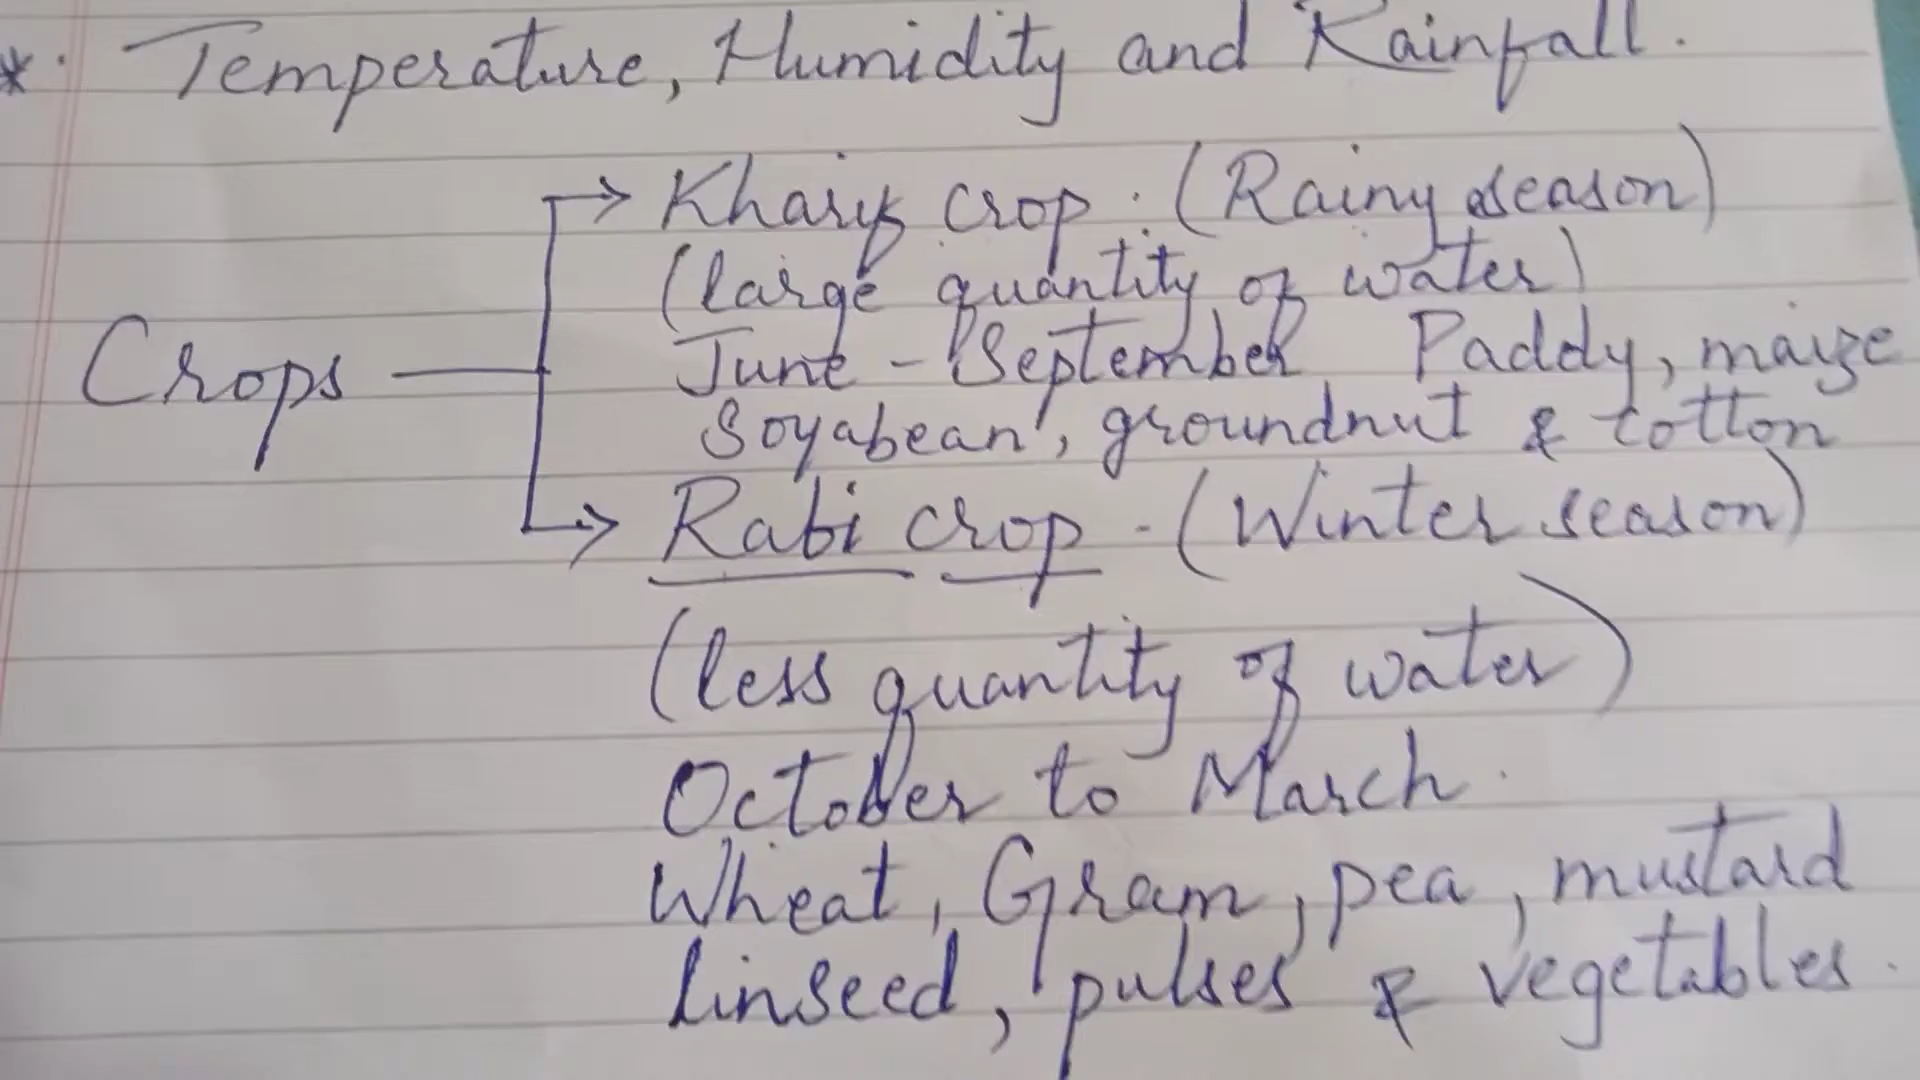 * Temperature, Humidity and Rainfall.
Kharif crop. (Rainy season)
(large quantity of water)
Crops
June - September Paddy, maize
Soyabean, groundnut & cotton
Rabi crop - (Winter season)
(less quantity of water)
October to March.
Wheat, Gram, pea, mustard
linseed, pulses & vegetables.